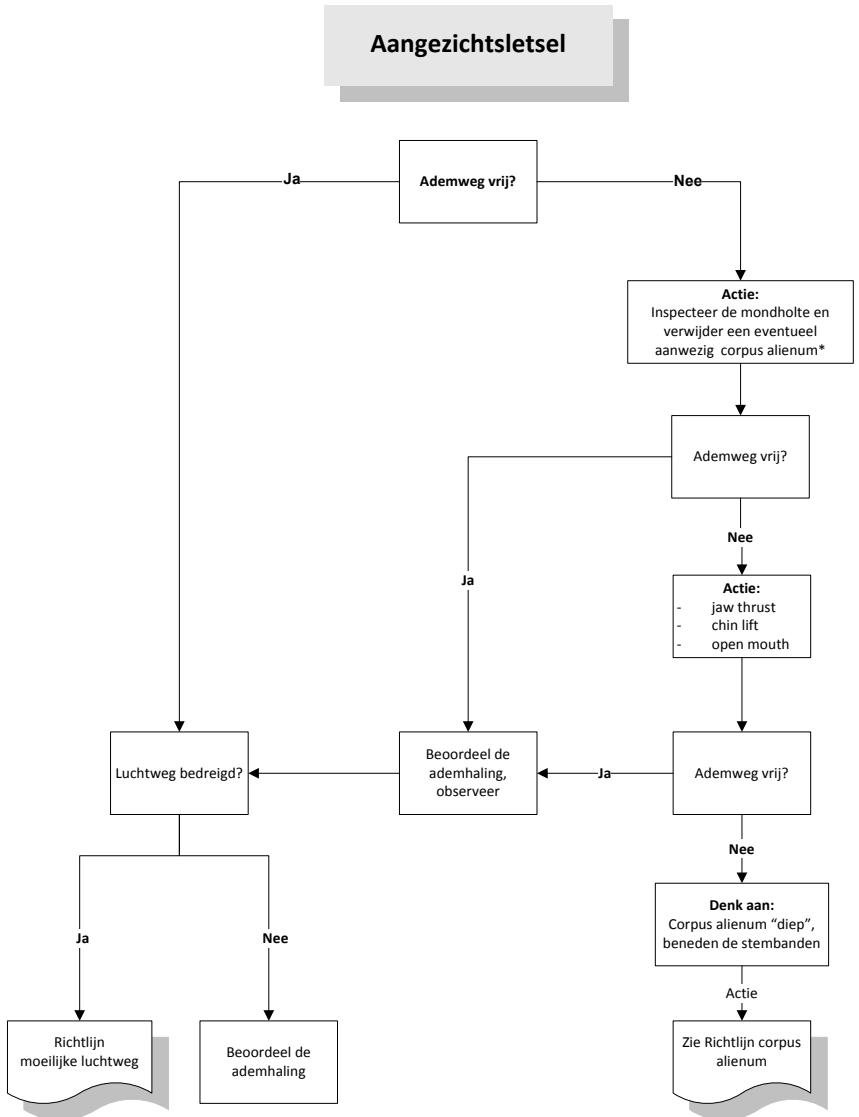 Aangezichtsletsel
Ja
Ademweg vrij?
Nee
Actie:
Inspecteer de mondholte en
verwijder een eventueel
aanwezig corpus alienum*
Ademweg vrij?
Nee
Ja
Actie:
- jaw thrust
- chin lift
- open mouth
Luchtweg bedreigd?
Beoordeel de
ademhaling,
observeer
Ja
Ademweg vrij?
Nee
Denk aan:
Corpus alienum “diep”,
beneden de stembanden
Ja
Nee
Actie
Richtlijn
moeilijke luchtweg
Beoordeel de
ademhaling
Zie Richtlijn corpus
alienum